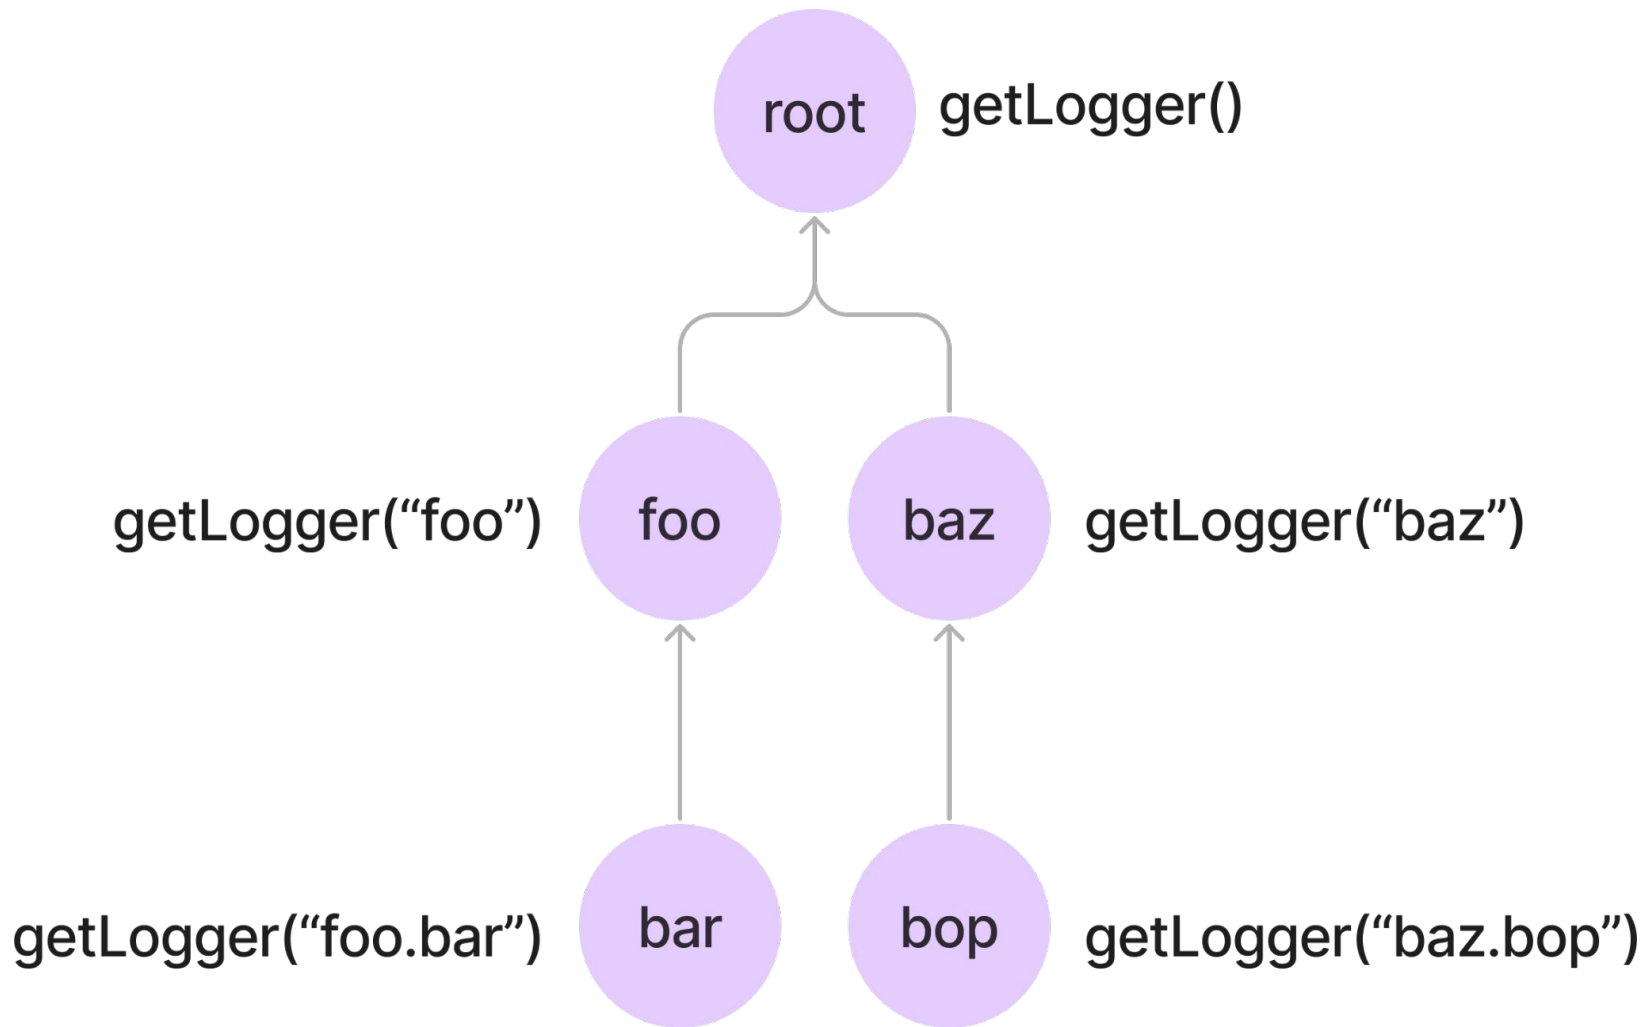 root
getLogger()
getLogger(“foo”)
foo
baz
getLogger(“baz”)
getLogger(“foo.bar”)
bar
bop
getLogger(“baz.bop”)